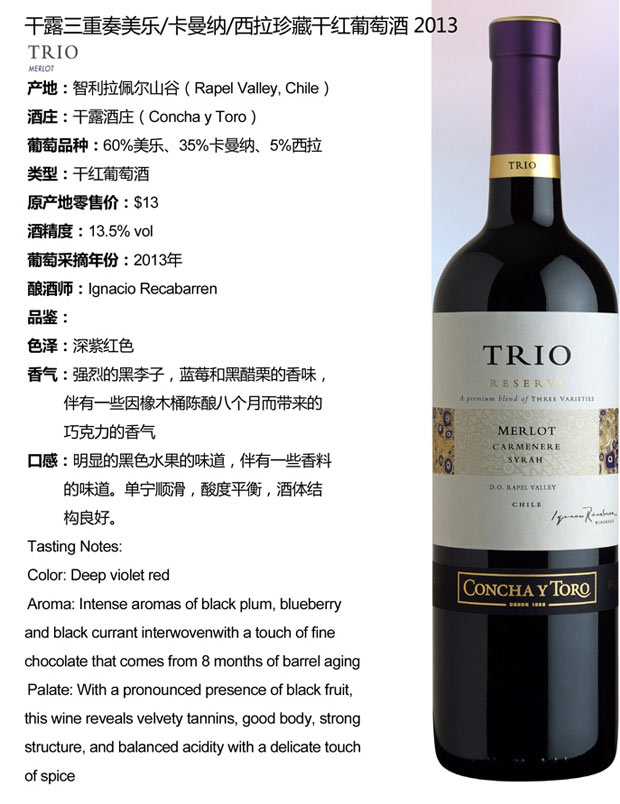 干露三重奏美乐/卡曼纳/西拉珍藏干红葡萄酒 2013
TRIO
MERLOT
产地：智利拉佩尔山谷（Rapel Valley, Chile）
酒庄：干露酒庄（Concha y Toro）
葡萄品种：60%美乐、35%卡曼纳、5%西拉
类型：干红葡萄酒
原产地零售价：$13
酒精度：13.5% vol
葡萄采摘年份：2013年
酿酒师：Ignacio Recabarren
品鉴：
色泽：深紫红色
香气：强烈的黑李子，蓝莓和黑醋栗的香味，
伴有一些因橡木桶陈酿八个月而带来的
巧克力的香气
口感：明显的黑色水果的味道，伴有一些香料
的味道。单宁顺滑，酸度平衡，酒体结
构良好。
Tasting Notes:
Color: Deep violet red
Aroma: Intense aromas of black plum, blueberry
and black currant interwovenwith a touch of fine
chocolate that comes from 8 months of barrel aging
Palate: With a pronounced presence of black fruit,
this wine reveals velvety tannins, good body, strong
structure, and balanced acidity with a delicate touch
of spice
TRIO
TRIO
RESERVA
A premium blend of THREE VARIETIES
MERLOT
CARMENERE
SYRAH
D.O. RAPEL VALLEY
CHILE
Ignacio Recabarren
WINEMAKER
CONCHA Y TORO
DESDE 1883